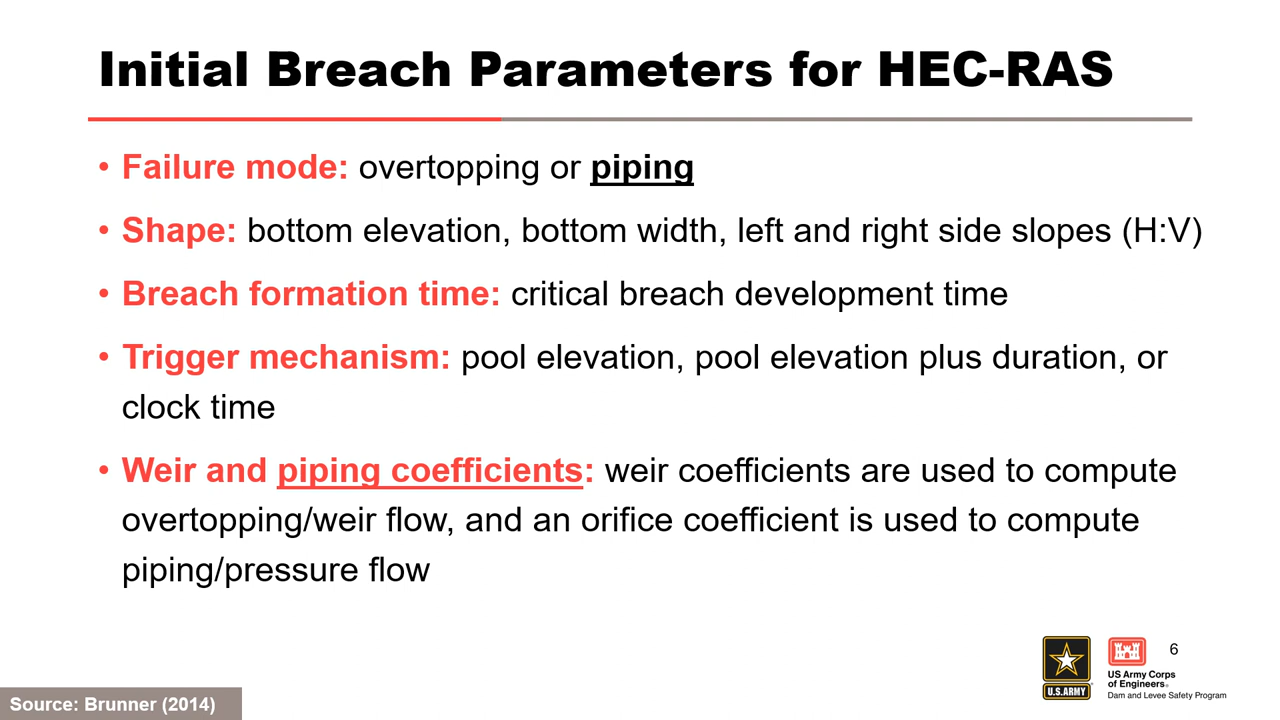 Initial Breach Parameters for HEC-RAS
• Failure mode: overtopping or piping
• Shape: bottom elevation, bottom width, left and right side slopes (H:V)
• Breach formation time: critical breach development time
• Trigger mechanism: pool elevation, pool elevation plus duration, or
clock time
• Weir and piping coefficients: weir coefficients are used to compute
overtopping/weir flow, and an orifice coefficient is used to compute
piping/pressure flow
U.S.ARMY
US Army Corps
of Engineers®
Dam and Levee Safety Program
6
Source: Brunner (2014)